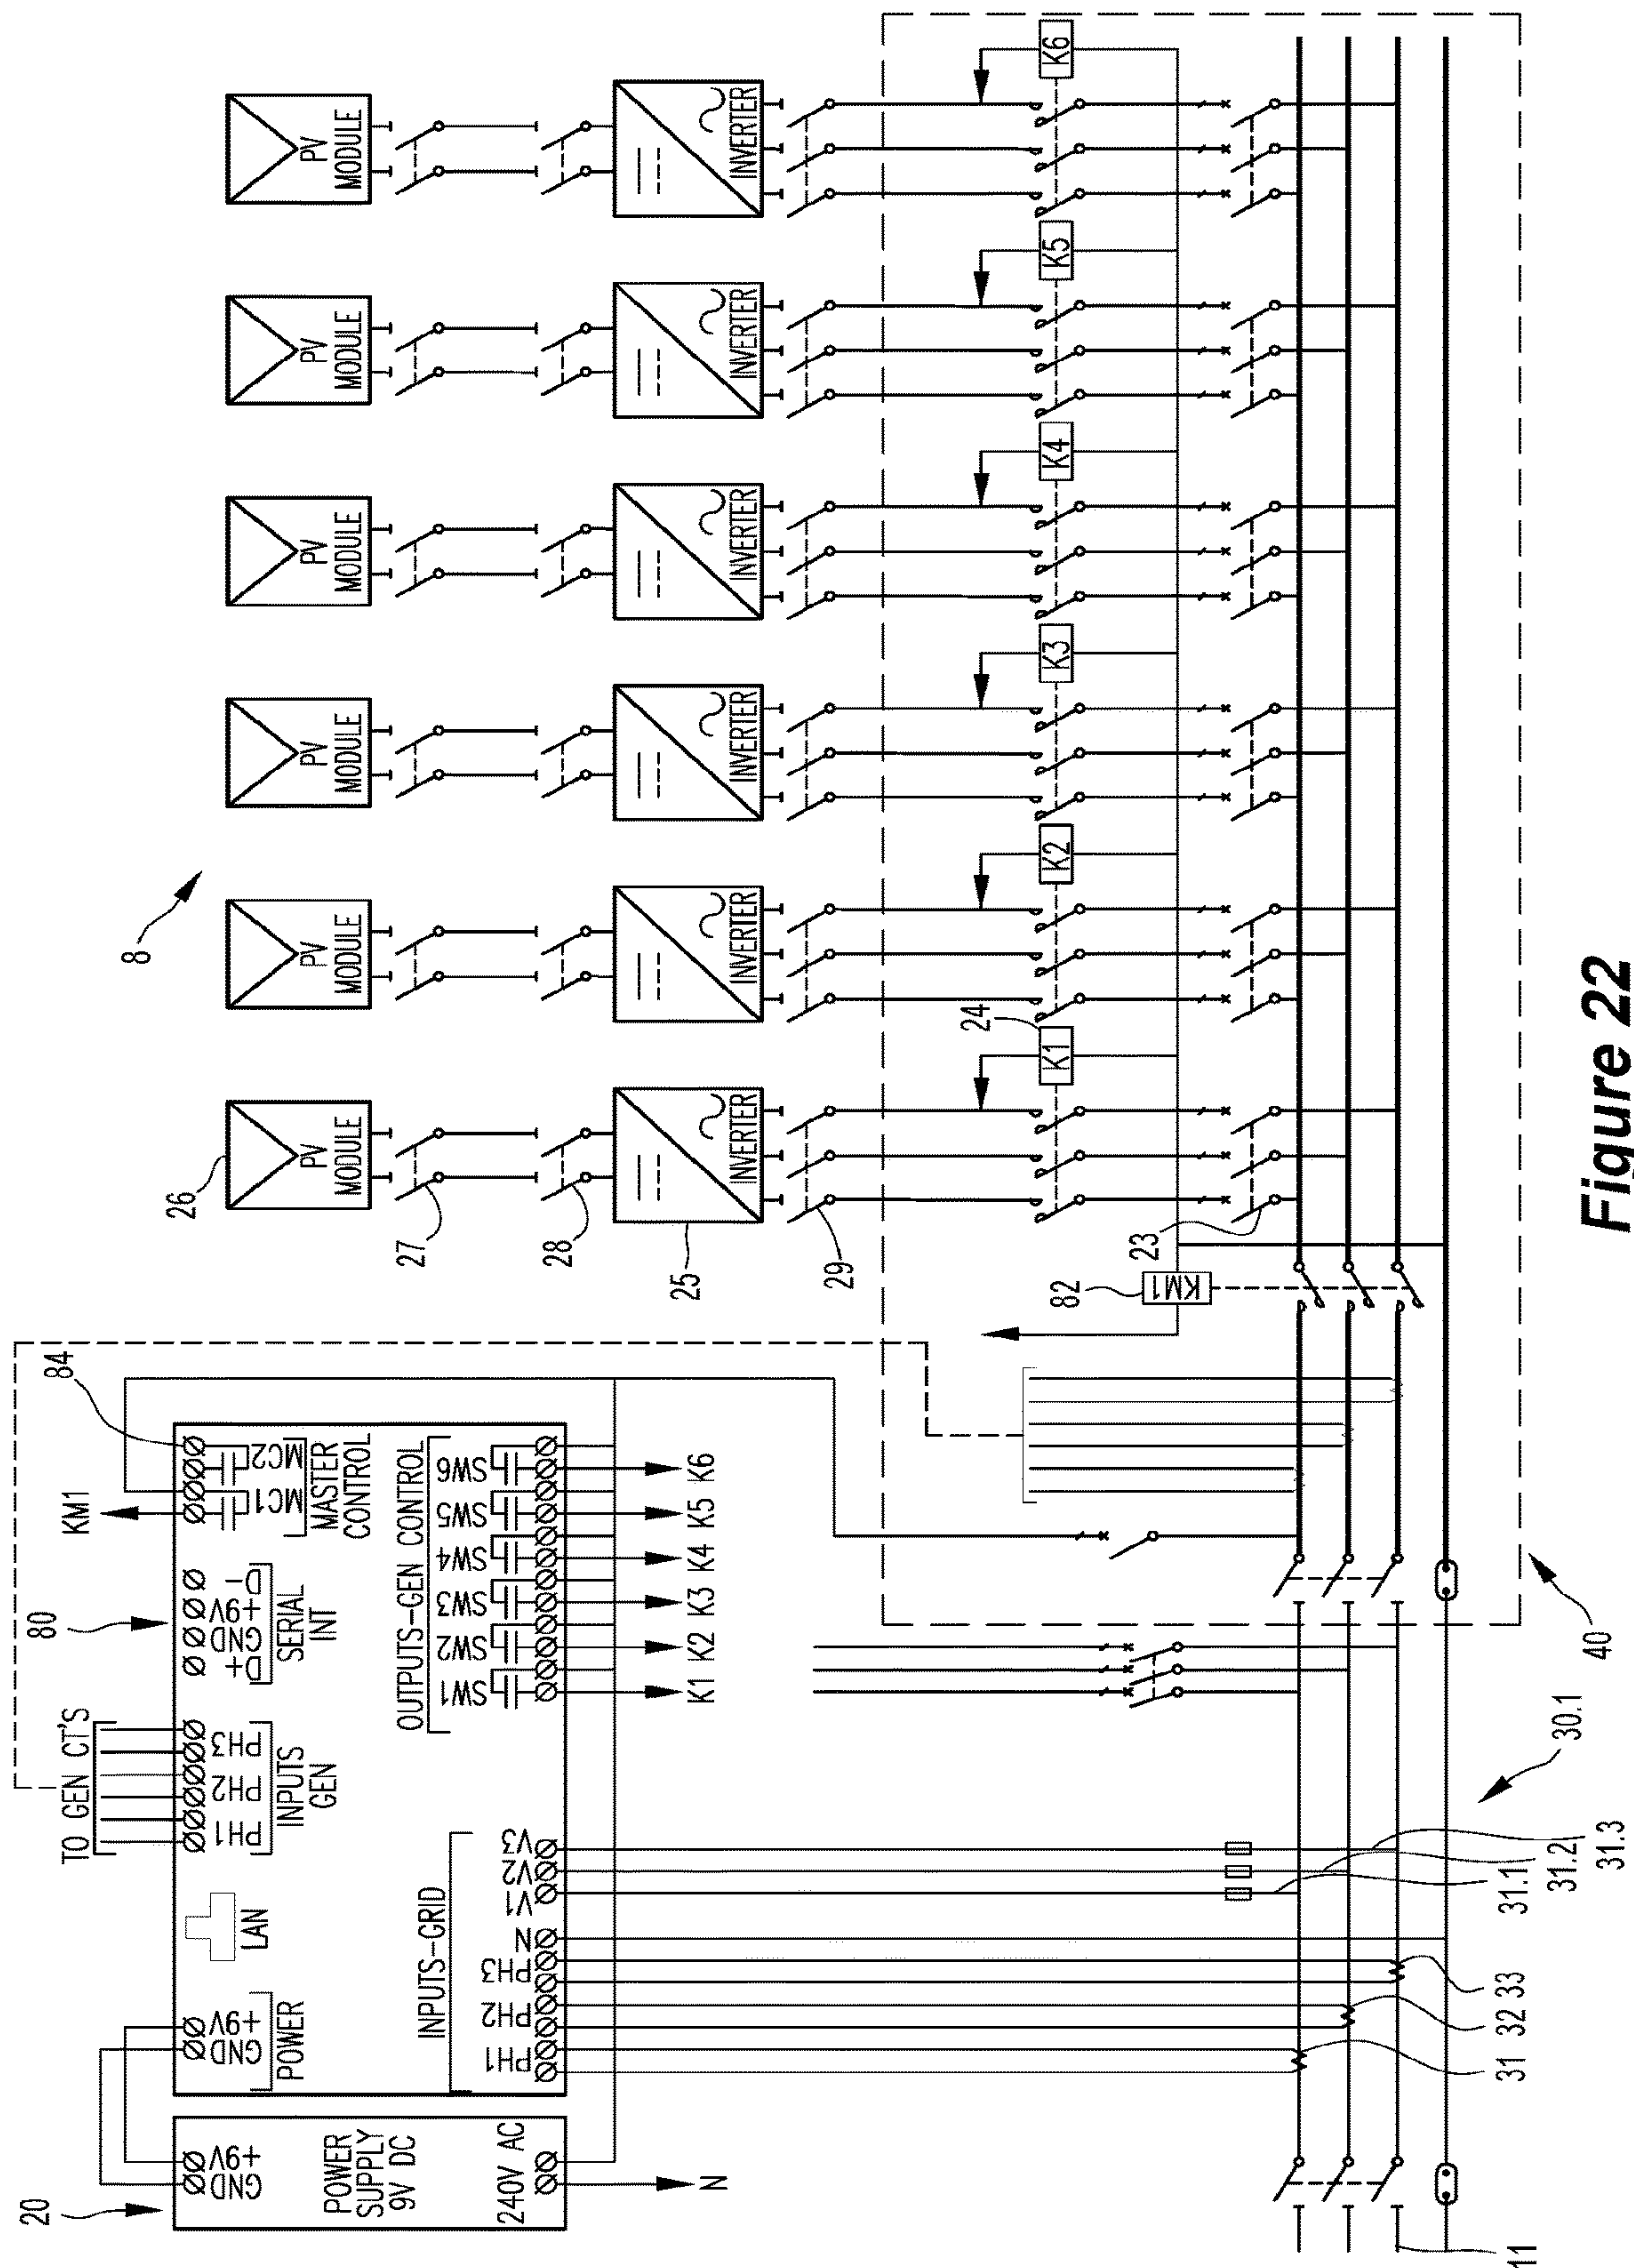 20
GND
+9V
POWER
SUPPLY
9V DC
240V AC
N
GND
+9V
POWER
LAN
TO GEN CT'S
PH1
PH2
PH3
INPUTS
GEN
80
D+
GND
+9V
D-
SERIAL
INT
KM1
84
MC1
MC2
MASTER
CONTROL
INPUTS-GRID
PH1
PH2
PH3
N
V1
V2
V3
OUTPUTS-GEN CONTROL
SW1
SW2
SW3
SW4
SW5
SW6
K1
K2
K3
K4
K5
K6
8
26
PV
MODULE
PV
MODULE
PV
MODULE
PV
MODULE
PV
MODULE
PV
MODULE
27
28
25
INVERTER
INVERTER
INVERTER
INVERTER
INVERTER
INVERTER
29
24
K1
K2
K3
K4
K5
K6
82
KM1
23
11
31
32
33
31.1
31.2
31.3
30.1
40
Figure 22